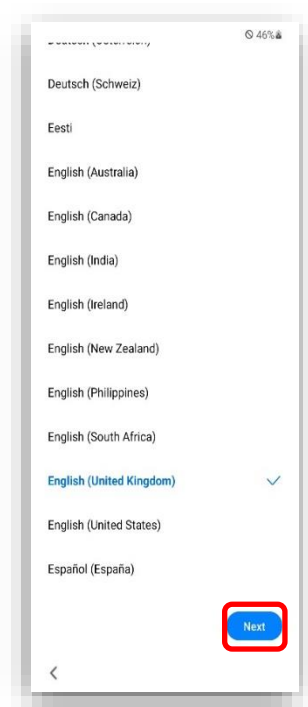 46%
Deutsch (Schweiz)
Eesti
English (Australia)
English (Canada)
English (India)
English (Ireland)
English (New Zealand)
English (Philippines)
English (South Africa)
English (United Kingdom)
English (United States)
Español (España)
Next